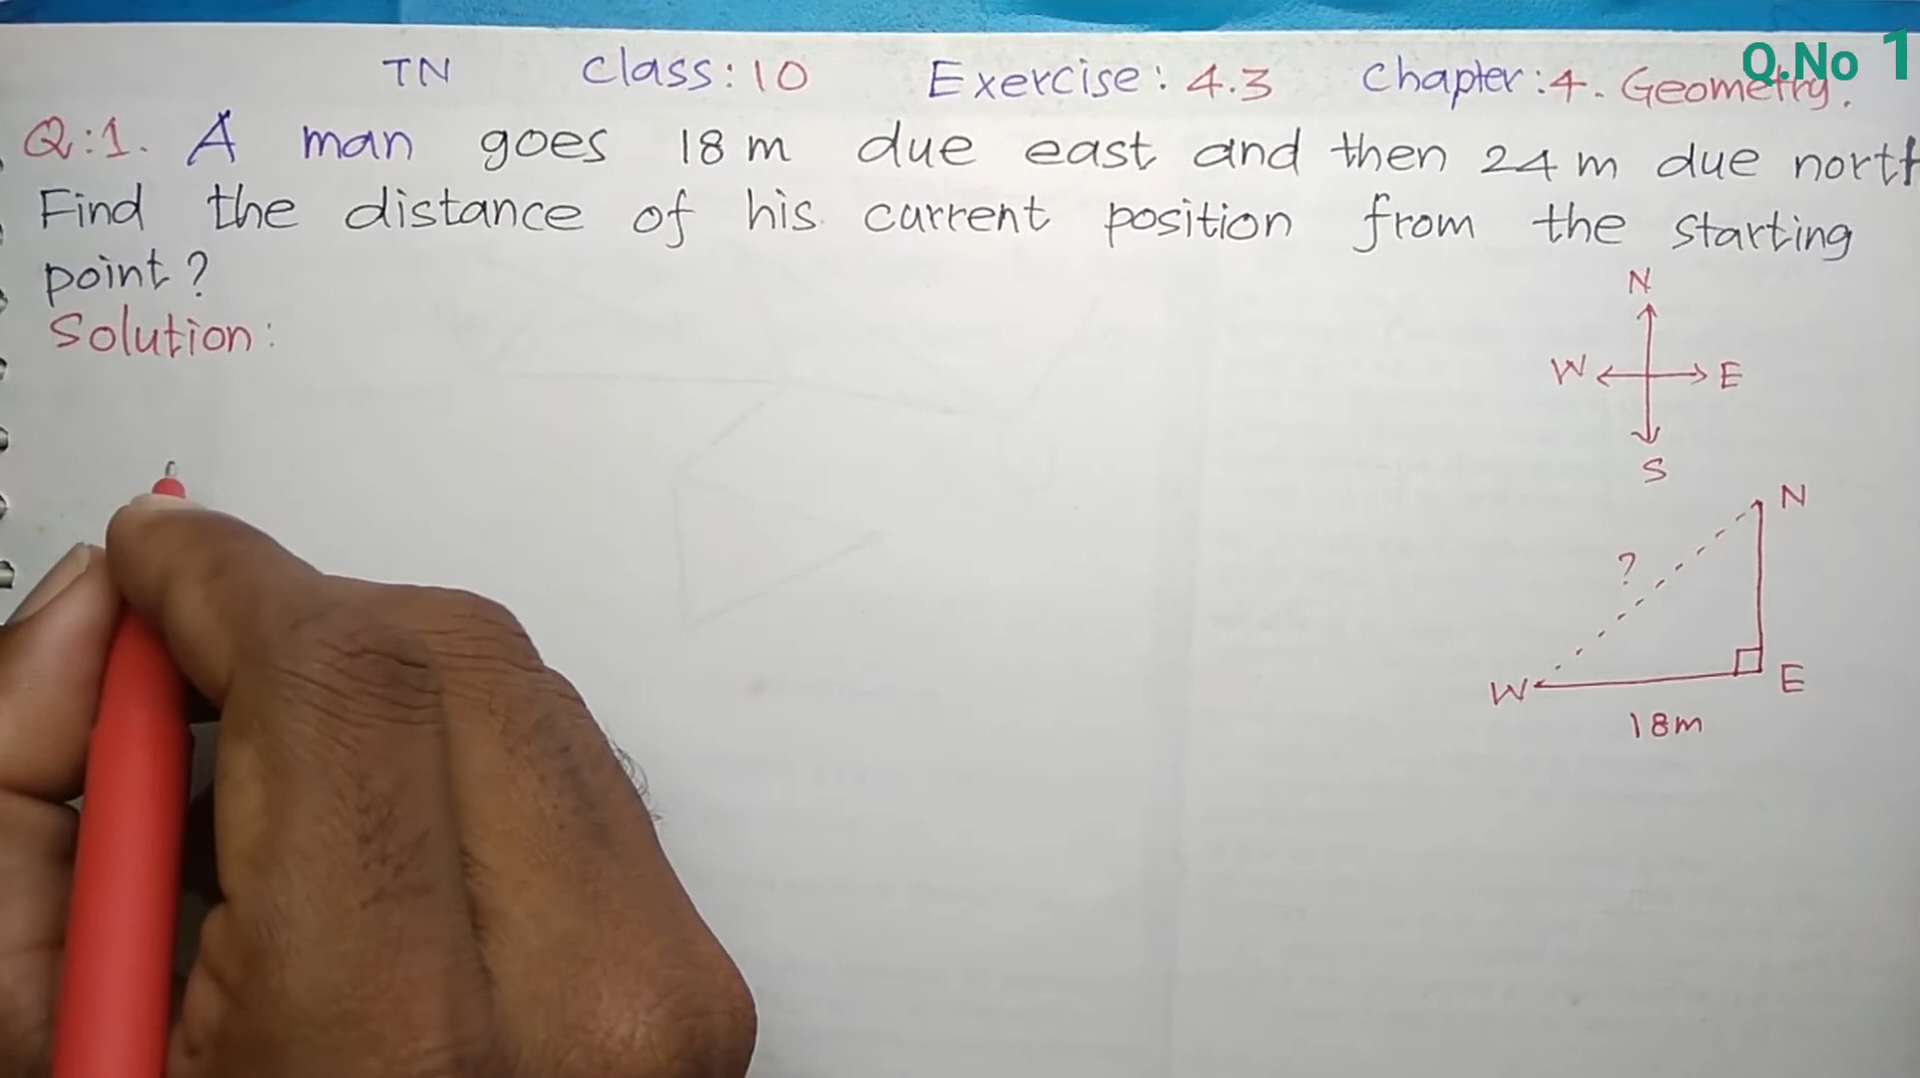 Q.No 1
TN Class: 10 Exercise: 4.3 Chapter: 4. Geometry.
Q:1. A man goes 18 m due east and then 24 m due north
Find the distance of his current position from the starting
point?
Solution:
N
W E
S
N
?
W E
18m